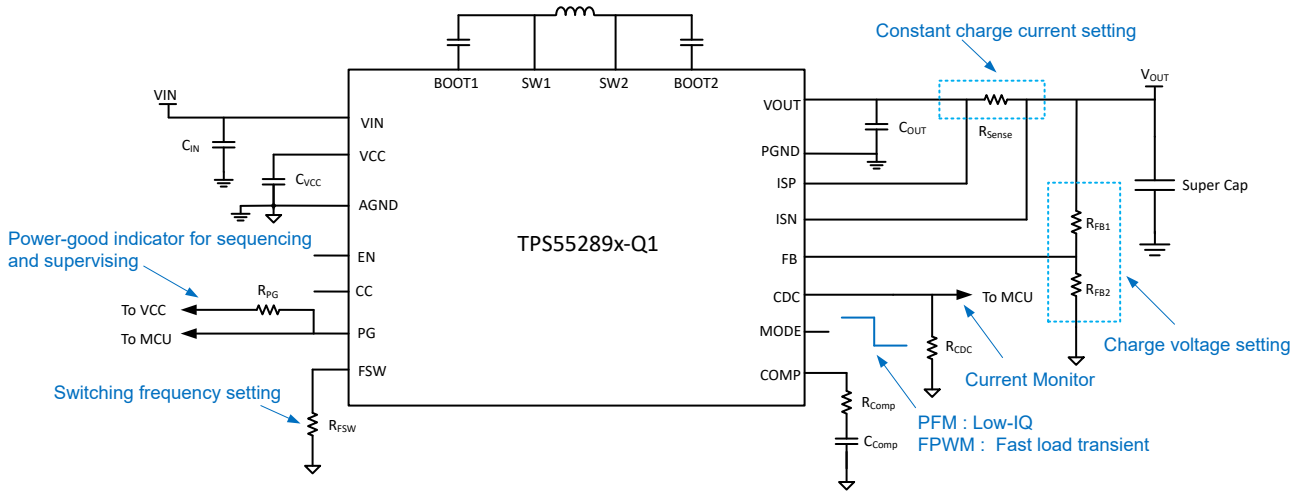 Constant charge current setting
BOOT1 SW1 SW2 BOOT2
VOUT
VIN
VIN
CIN
VCC
CVCC
AGND
Power-good indicator for sequencing
and supervising
EN
CC
RPG
To VCC
To MCU
PG
FSW
Switching frequency setting
RFSW
TPS55289x-Q1
VOUT
COUT
RSense
PGND
ISP
ISN
FB
CDC
To MCU
MODE
RCDC
COMP
RComp
CComp
Current Monitor
PFM : Low-IQ
FPWM : Fast load transient
Super Cap
RFB1
RFB2
Charge voltage setting